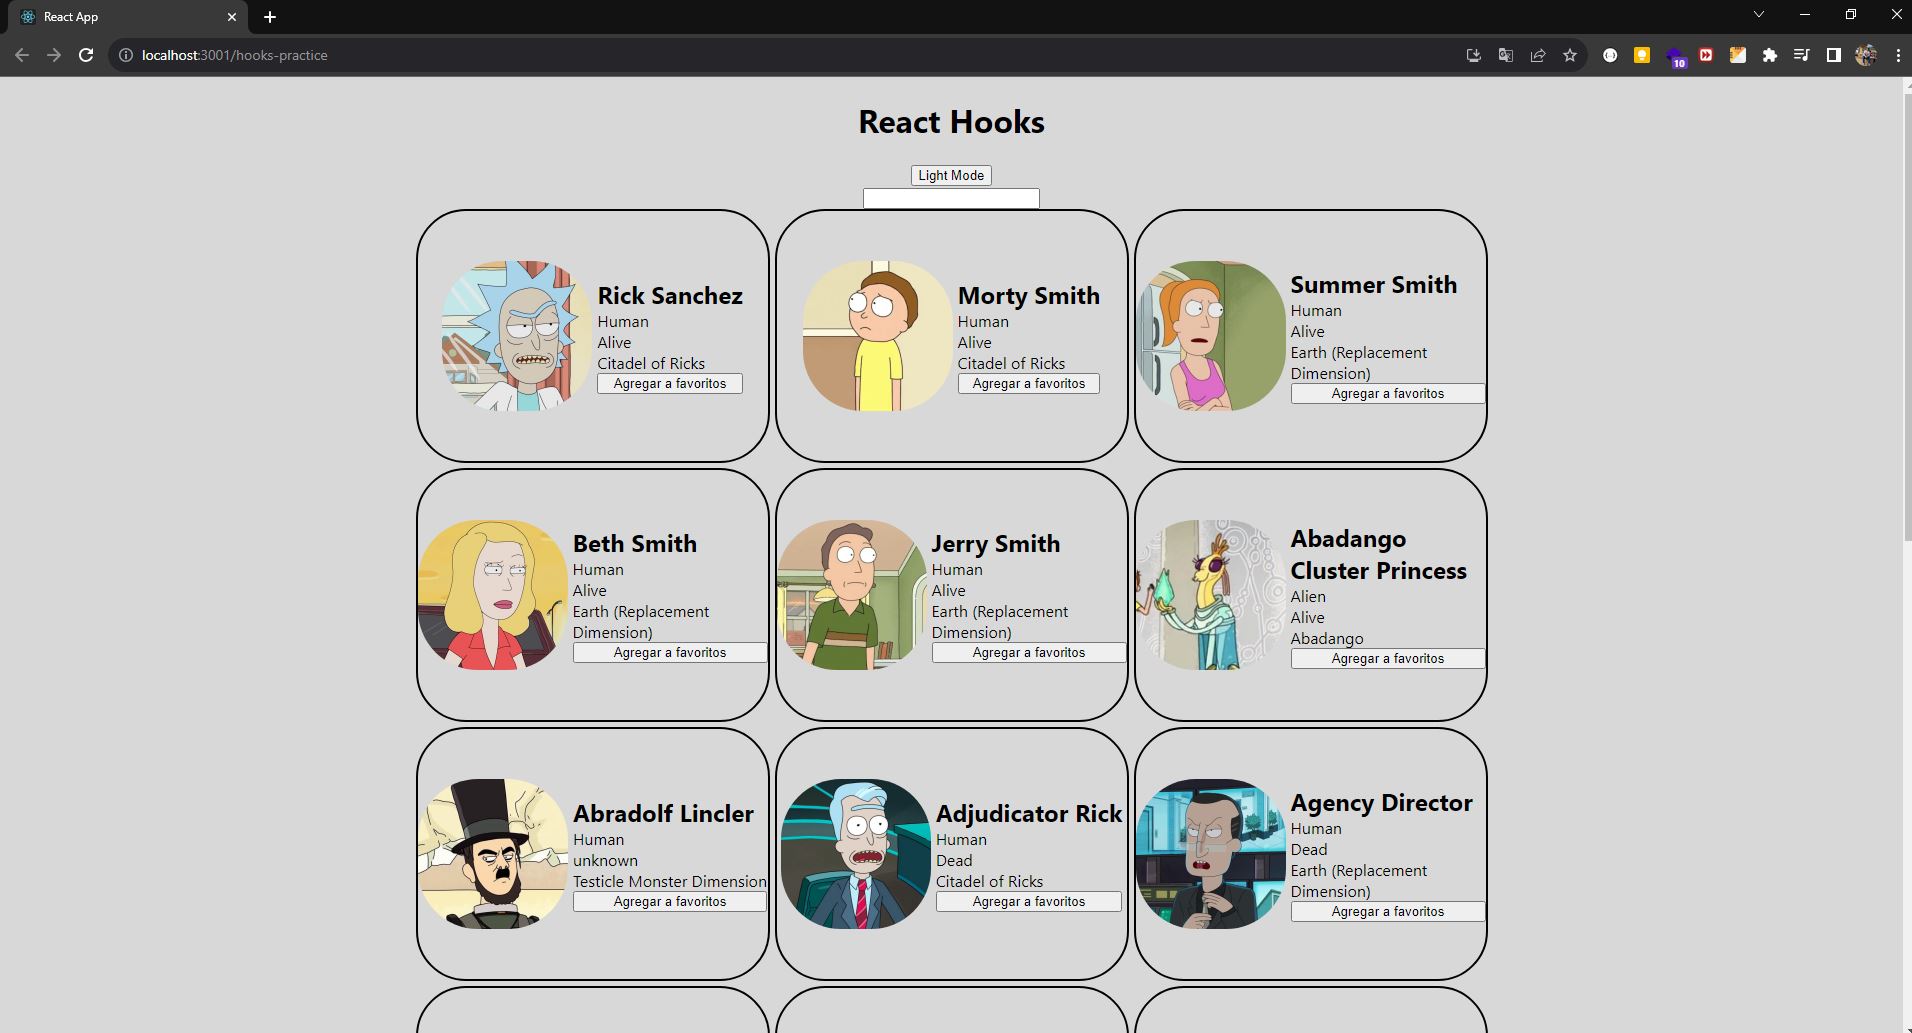 React App
localhost:3001/hooks-practice
10
React Hooks
Light Mode
Rick Sanchez
Human
Alive
Citadel of Ricks
Agregar a favoritos
Morty Smith
Human
Alive
Citadel of Ricks
Agregar a favoritos
Summer Smith
Human
Alive
Earth (Replacement
Dimension)
Agregar a favoritos
Beth Smith
Human
Alive
Earth (Replacement
Dimension)
Agregar a favoritos
Jerry Smith
Human
Alive
Earth (Replacement
Dimension)
Agregar a favoritos
Abadango
Cluster Princess
Alien
Alive
Abadango
Agregar a favoritos
Abradolf Lincler
Human
unknown
Testicle Monster Dimension
Agregar a favoritos
Adjudicator Rick
Human
Dead
Citadel of Ricks
Agregar a favoritos
Agency Director
Human
Dead
Earth (Replacement
Dimension)
Agregar a favoritos